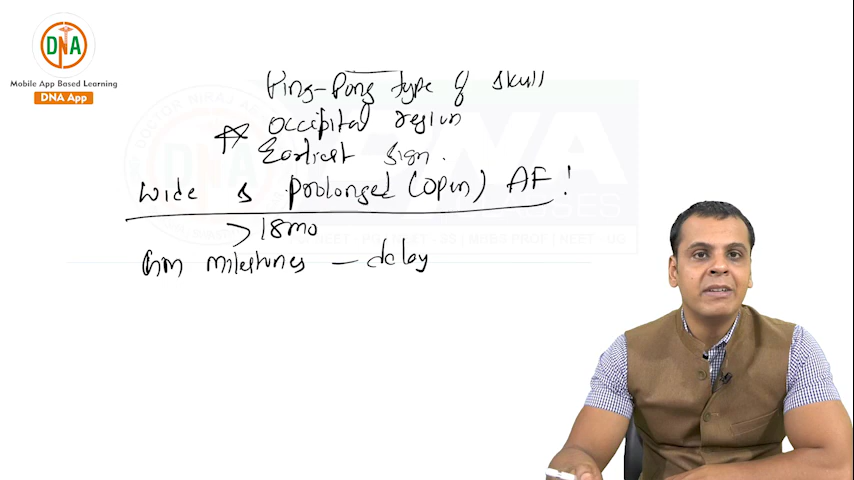 DNA
Mobile App Based Learning
DNA App
Ping-Pong type of skull
Occipital region
Earliest sign.
wide & prolonged (open) AF!
>18mo
Gm milestones – delay